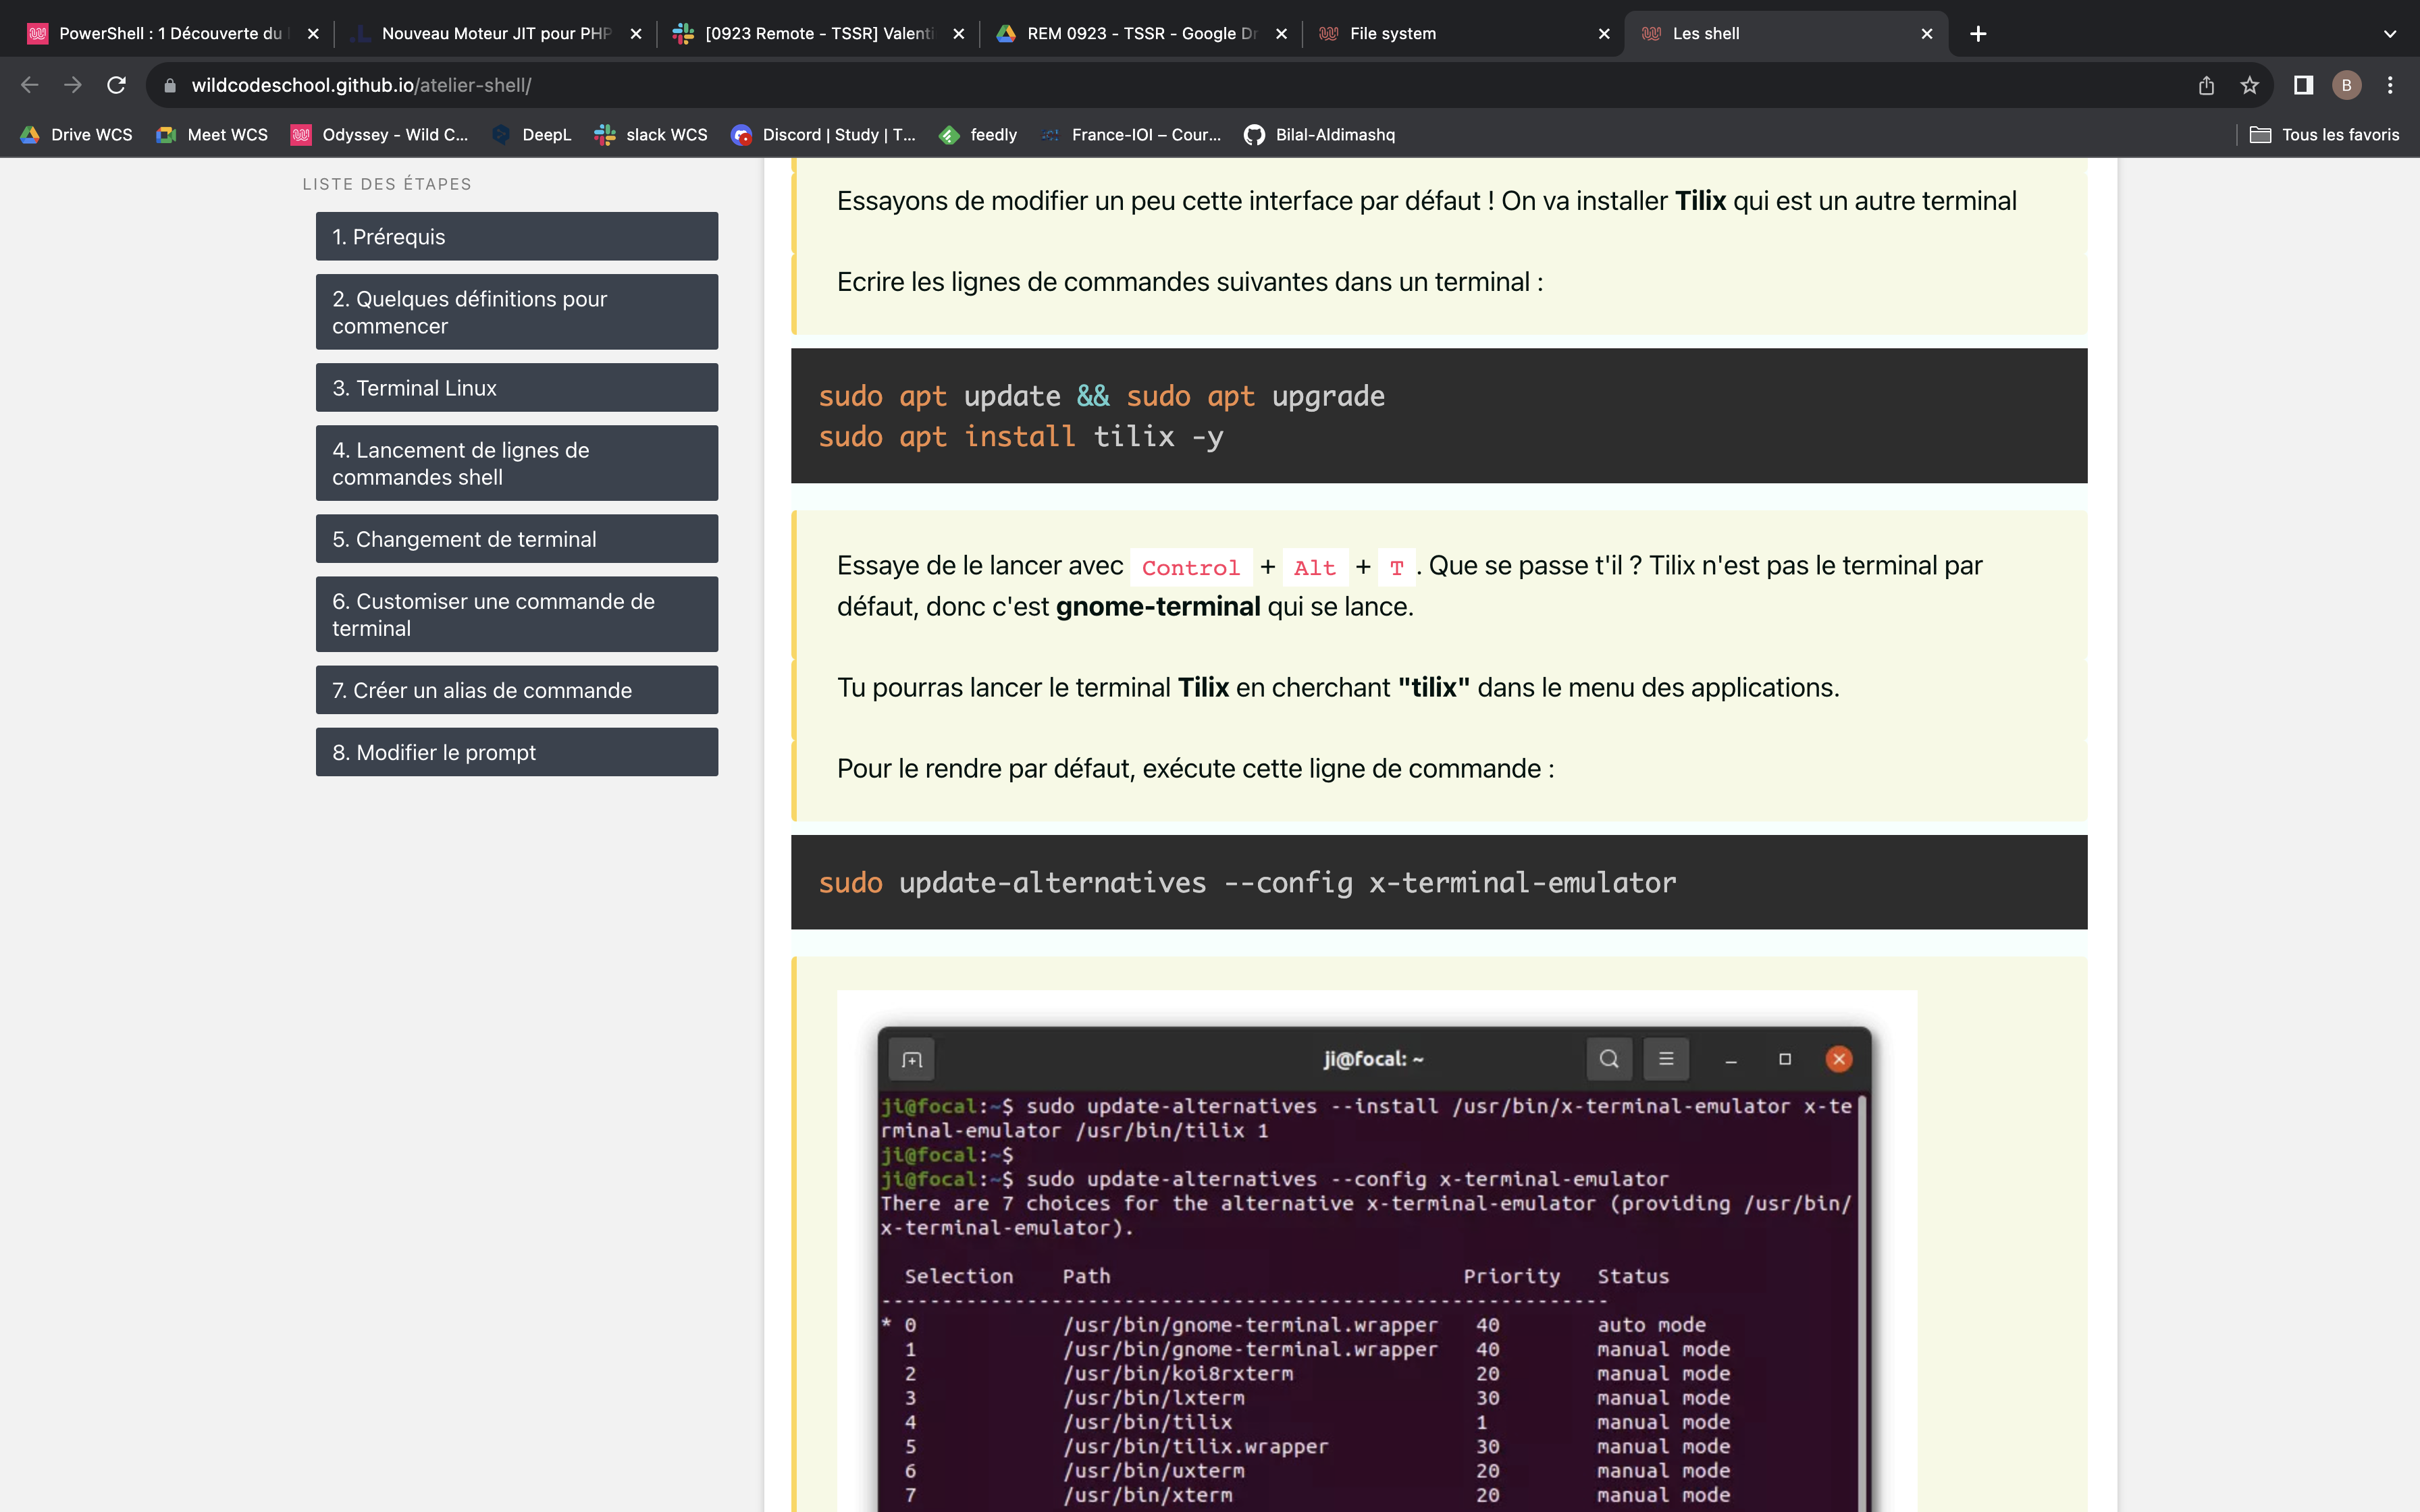 PowerShell : 1 Découverte du
Nouveau Moteur JIT pour PHP
[0923 Remote - TSSR] Valenti
REM 0923 - TSSR - Google Dr
File system
Les shell
wildcodeschool.github.io/atelier-shell/
B
Drive WCS
Meet WCS
Odyssey - Wild C...
DeepL
slack WCS
Discord | Study | T...
feedly
France-IOI – Cour...
Bilal-Aldimashq
Tous les favoris
LISTE DES ÉTAPES
1. Prérequis
2. Quelques définitions pour
commencer
3. Terminal Linux
4. Lancement de lignes de
commandes shell
5. Changement de terminal
6. Customiser une commande de
terminal
7. Créer un alias de commande
8. Modifier le prompt
Essayons de modifier un peu cette interface par défaut ! On va installer Tilix qui est un autre terminal
Ecrire les lignes de commandes suivantes dans un terminal :
sudo apt update && sudo apt upgrade
sudo apt install tilix -y
Essaye de le lancer avec Control + Alt + T . Que se passe t'il ? Tilix n'est pas le terminal par
défaut, donc c'est gnome-terminal qui se lance.
Tu pourras lancer le terminal Tilix en cherchant "tilix" dans le menu des applications.
Pour le rendre par défaut, exécute cette ligne de commande :
sudo update-alternatives --config x-terminal-emulator
ji@focal: ~
ji@focal:~$ sudo update-alternatives --install /usr/bin/x-terminal-emulator x-te
rminal-emulator /usr/bin/tilix 1
ji@focal:~$
ji@focal:~$ sudo update-alternatives --config x-terminal-emulator
There are 7 choices for the alternative x-terminal-emulator (providing /usr/bin/
x-terminal-emulator).
Selection Path Priority Status
------------------------------------------------------------
* 0 /usr/bin/gnome-terminal.wrapper 40 auto mode
1 /usr/bin/gnome-terminal.wrapper 40 manual mode
2 /usr/bin/koi8rxterm 20 manual mode
3 /usr/bin/lxterm 30 manual mode
4 /usr/bin/tilix 1 manual mode
5 /usr/bin/tilix.wrapper 30 manual mode
6 /usr/bin/uxterm 20 manual mode
7 /usr/bin/xterm 20 manual mode